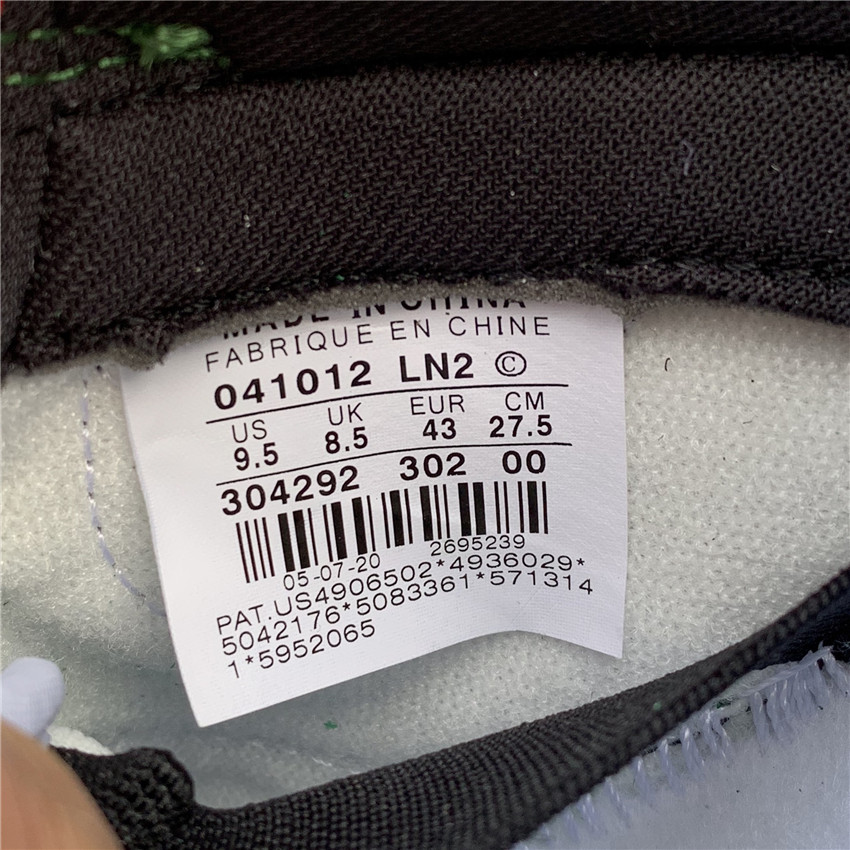 MADE IN CHINA
FABRIQUE EN CHINE
041012 LN2 ©
US UK EUR CM
9.5 8.5 43 27.5
304292 302 00
05-07-20 2695239
PAT.US4906502*4936029*
5042176*5083361*571314
1*5952065